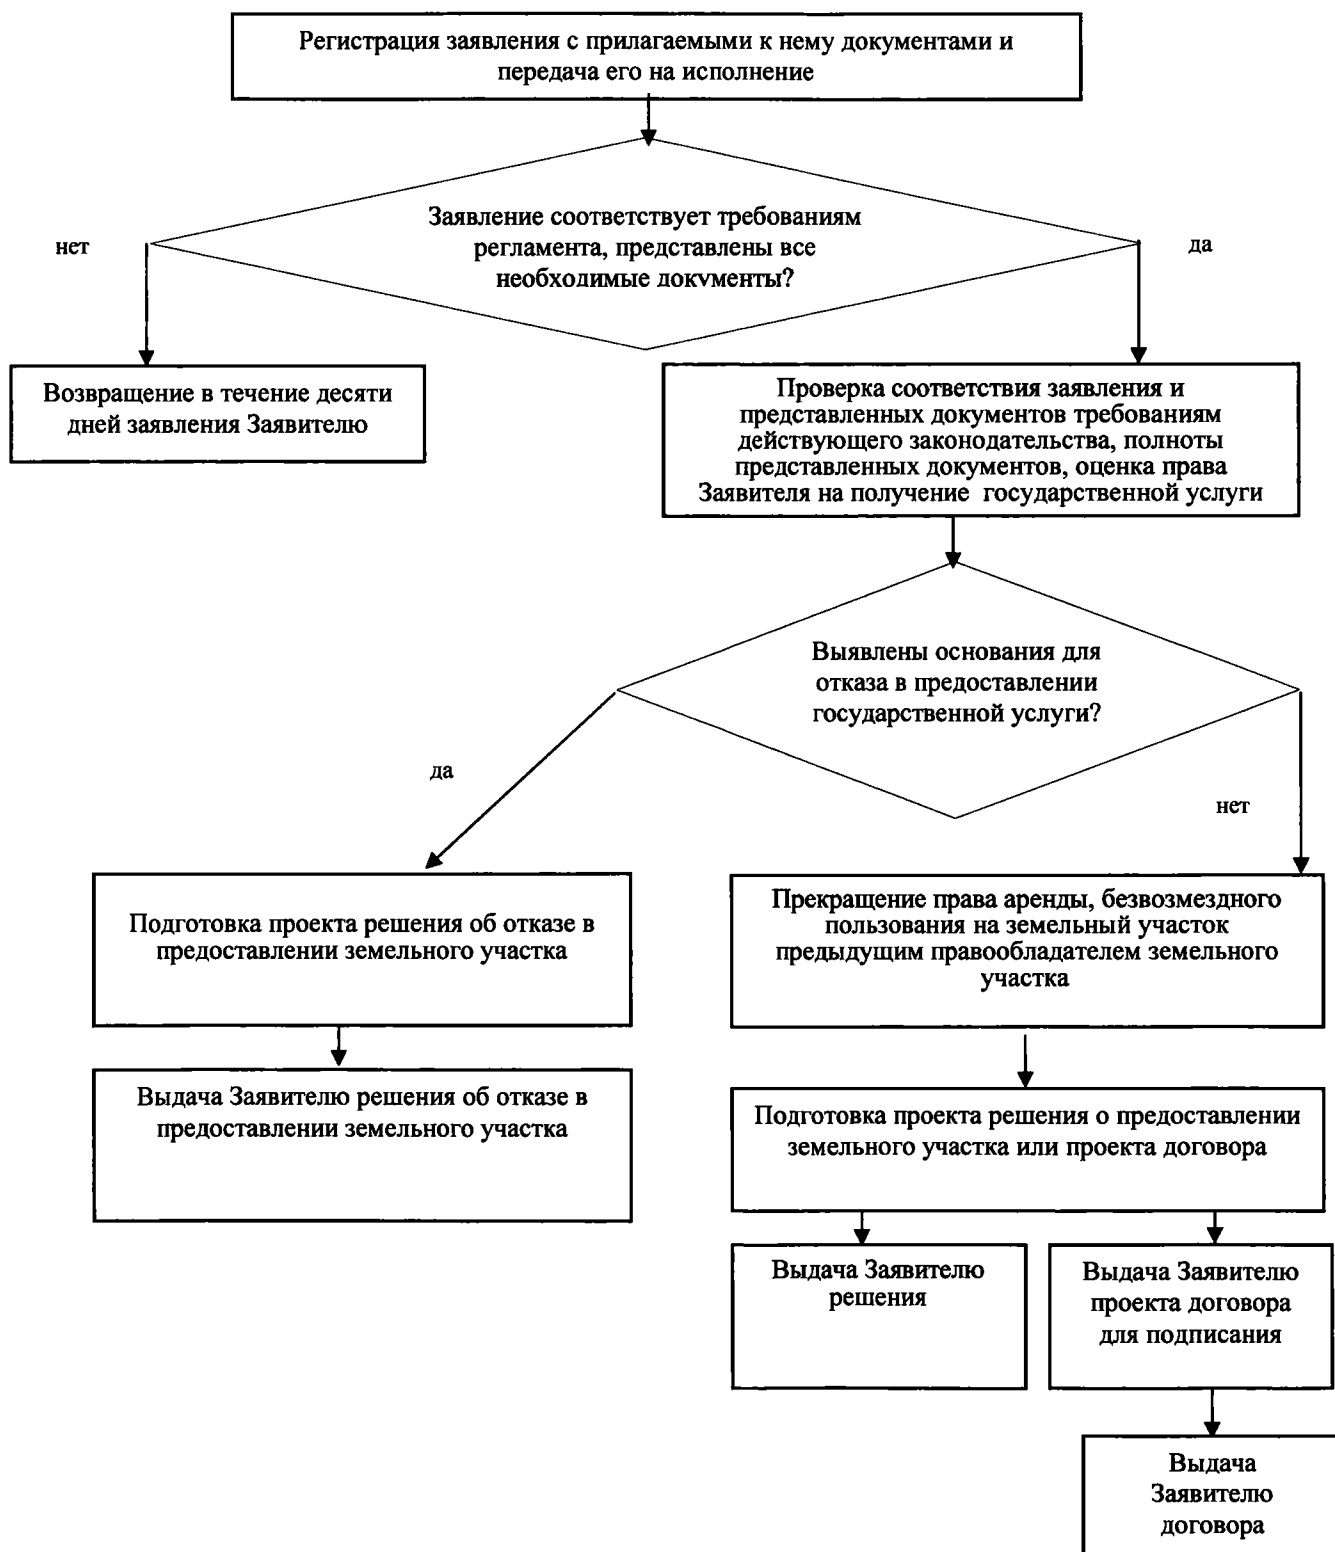 Регистрация заявления с прилагаемыми к нему документами и
передача его на исполнение
Заявление соответствует требованиям
регламента, представлены все
необходимые документы?
нет
да
Возвращение в течение десяти
дней заявления Заявителю
Проверка соответствия заявления и
представленных документов требованиям
действующего законодательства, полноты
представленных документов, оценка права
Заявителя на получение государственной услуги
Выявлены основания для
отказа в предоставлении
государственной услуги?
да
нет
Подготовка проекта решения об отказе в
предоставлении земельного участка
Прекращение права аренды, безвозмездного
пользования на земельный участок
предыдущим правообладателем земельного
участка
Выдача Заявителю решения об отказе в
предоставлении земельного участка
Подготовка проекта решения о предоставлении
земельного участка или проекта договора
Выдача Заявителю
решения
Выдача Заявителю
проекта договора
для подписания
Выдача
Заявителю
договора